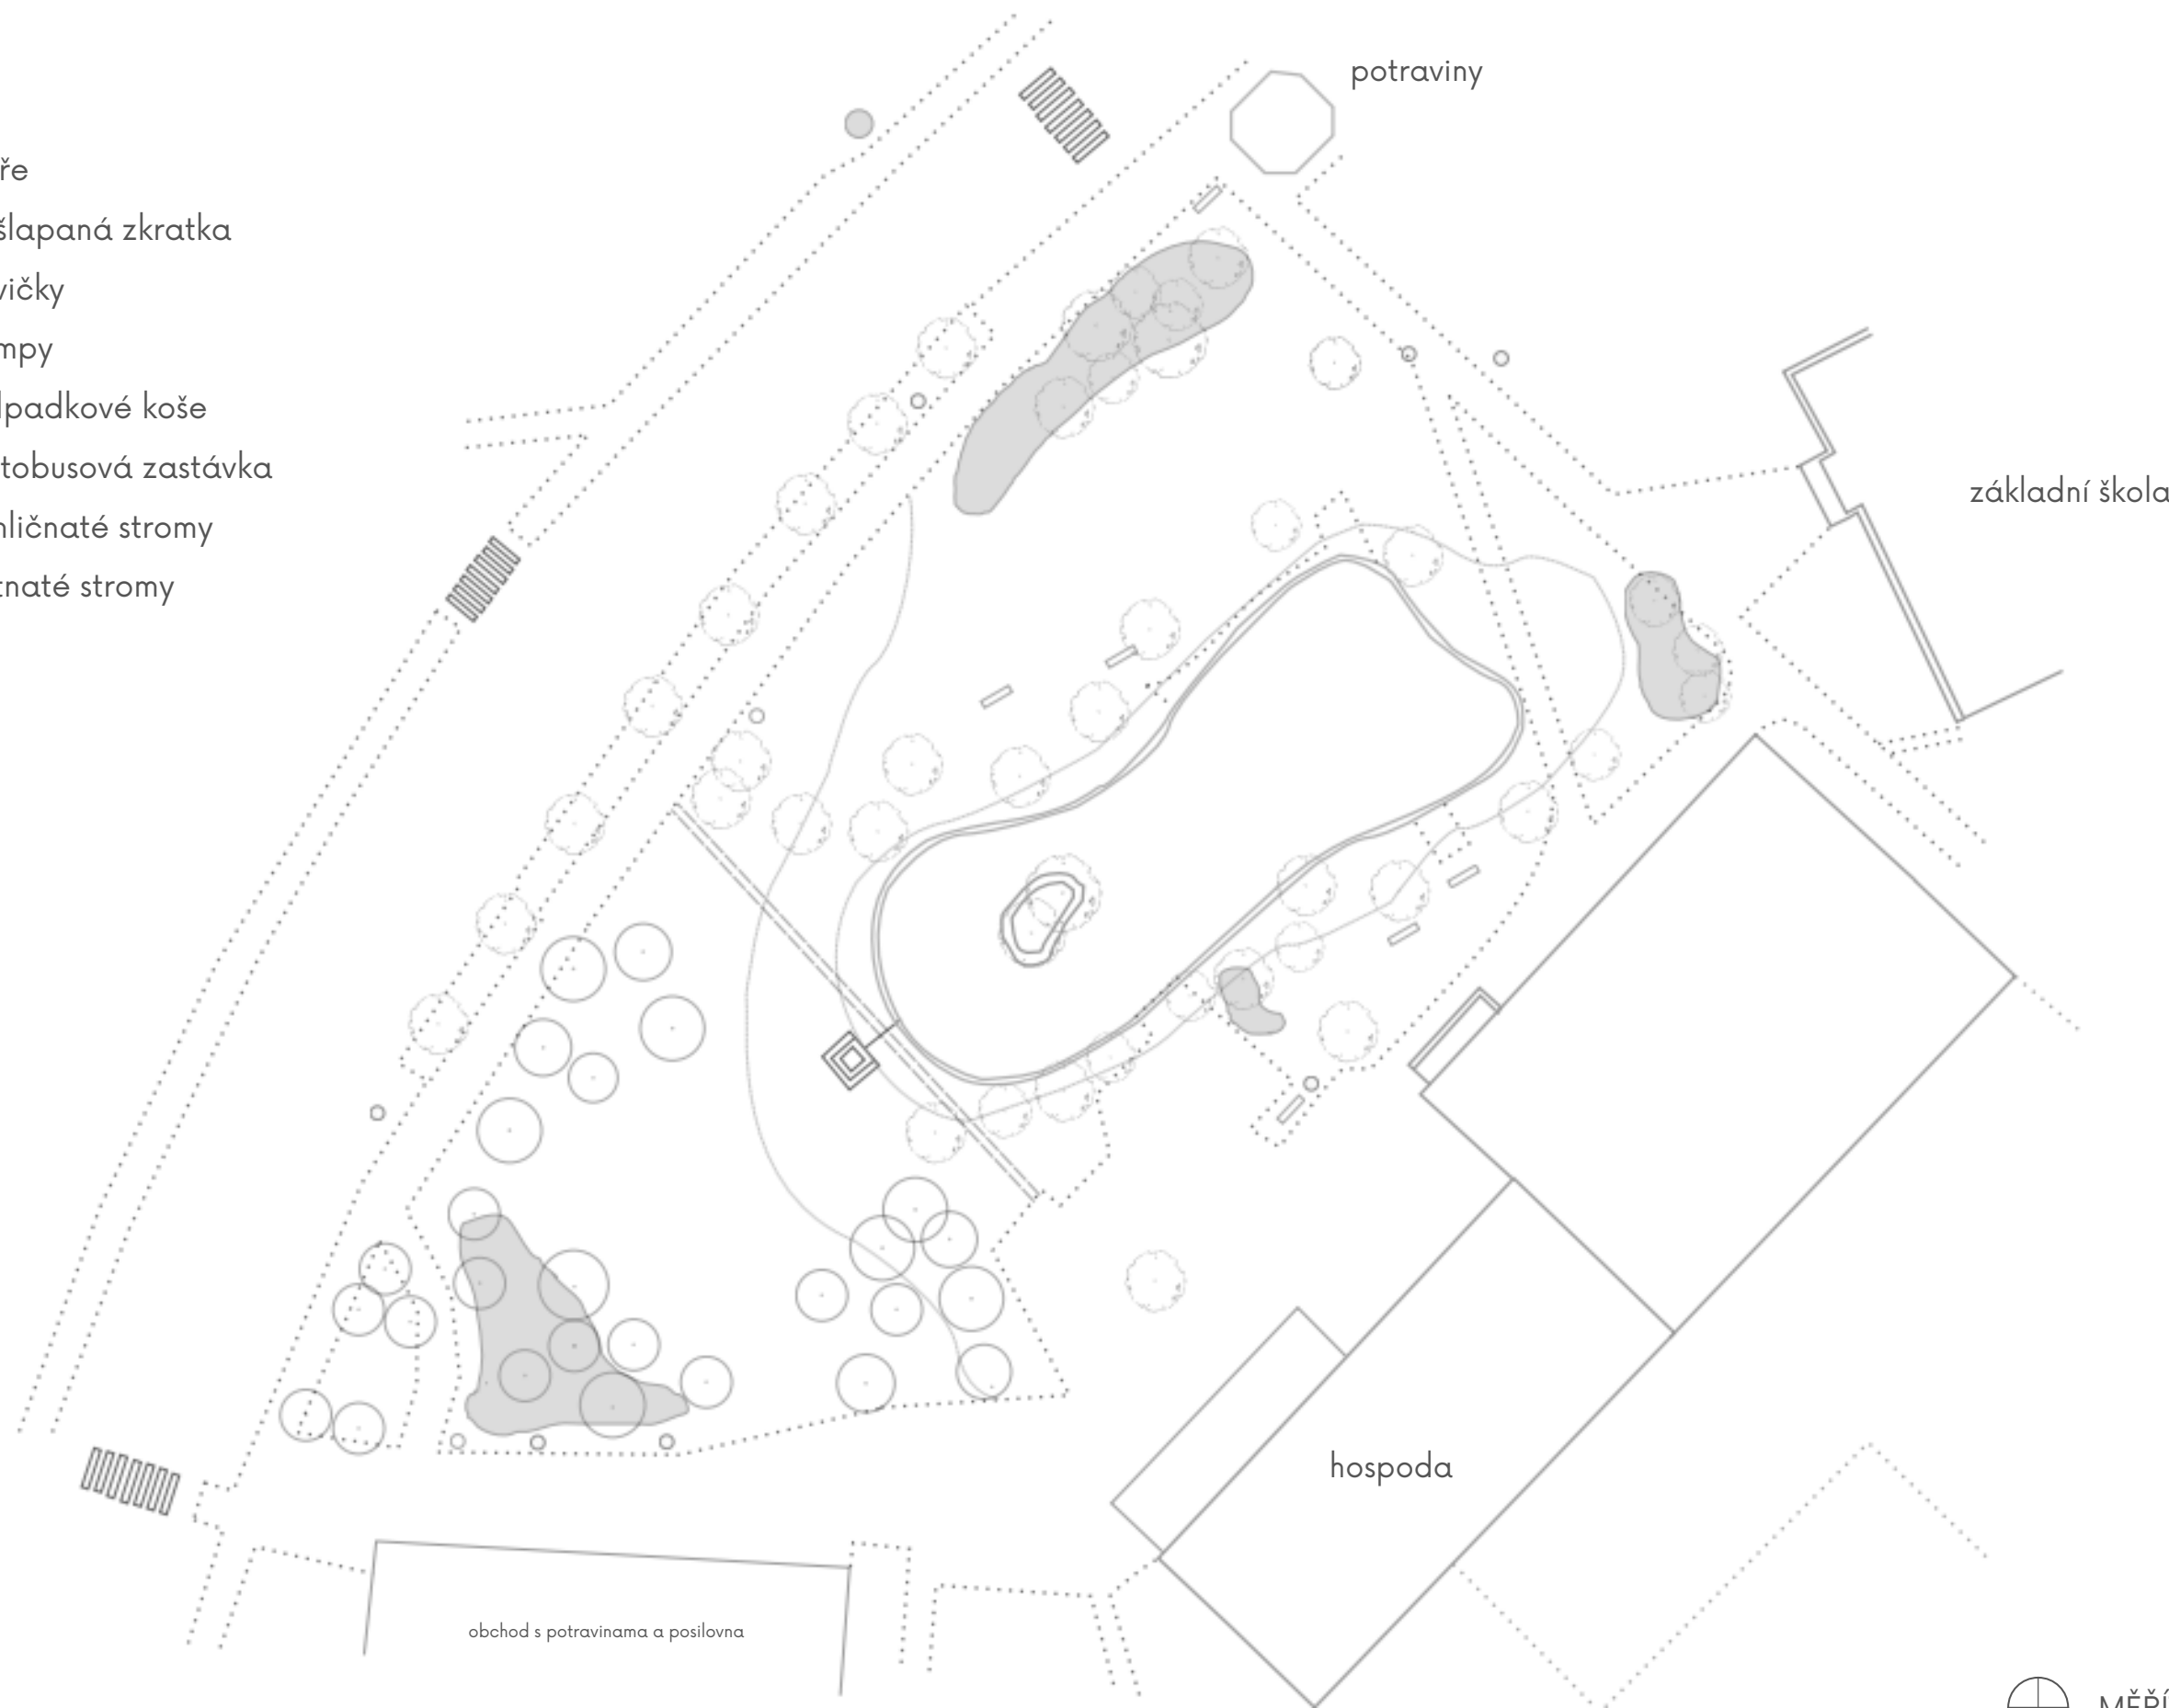 potraviny
ře
šlapaná zkratka
vičky
mpy
lpadkové koše
tobusová zastávka
hličnaté stromy
tnaté stromy
základní škola
hospoda
obchod s potravinama a posilovna
MĚŘÍ